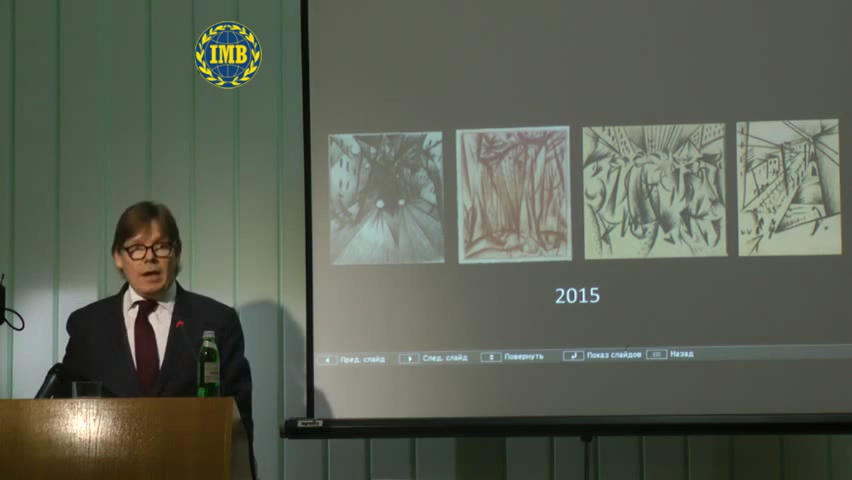 IMB
2015
Пред. слайд
След. слайд
Повернуть
Показ слайдов
Назад